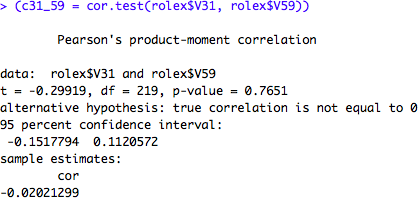 > (c31_59 = cor.test(rolex$V31, rolex$V59))
Pearson's product-moment correlation
data:  rolex$V31 and rolex$V59
t = -0.29919, df = 219, p-value = 0.7651
alternative hypothesis: true correlation is not equal to 0
95 percent confidence interval:
-0.1517794  0.1120572
sample estimates:
cor
-0.02021299